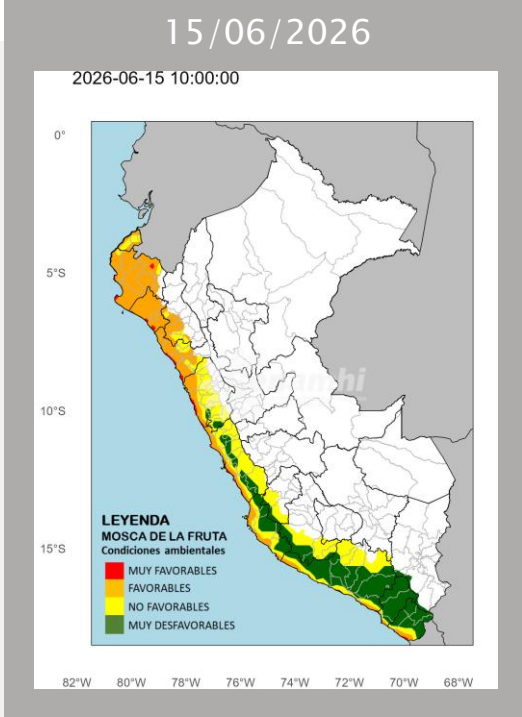 15/06/2026
2026-06-15 10:00:00
0°
5°S
10°S
15°S
LEYENDA
MOSCA DE LA FRUTA
Condiciones ambientales
MUY FAVORABLES
FAVORABLES
NO FAVORABLES
MUY DESFAVORABLES
82°W 80°W 78°W 76°W 74°W 72°W 70°W 68°W